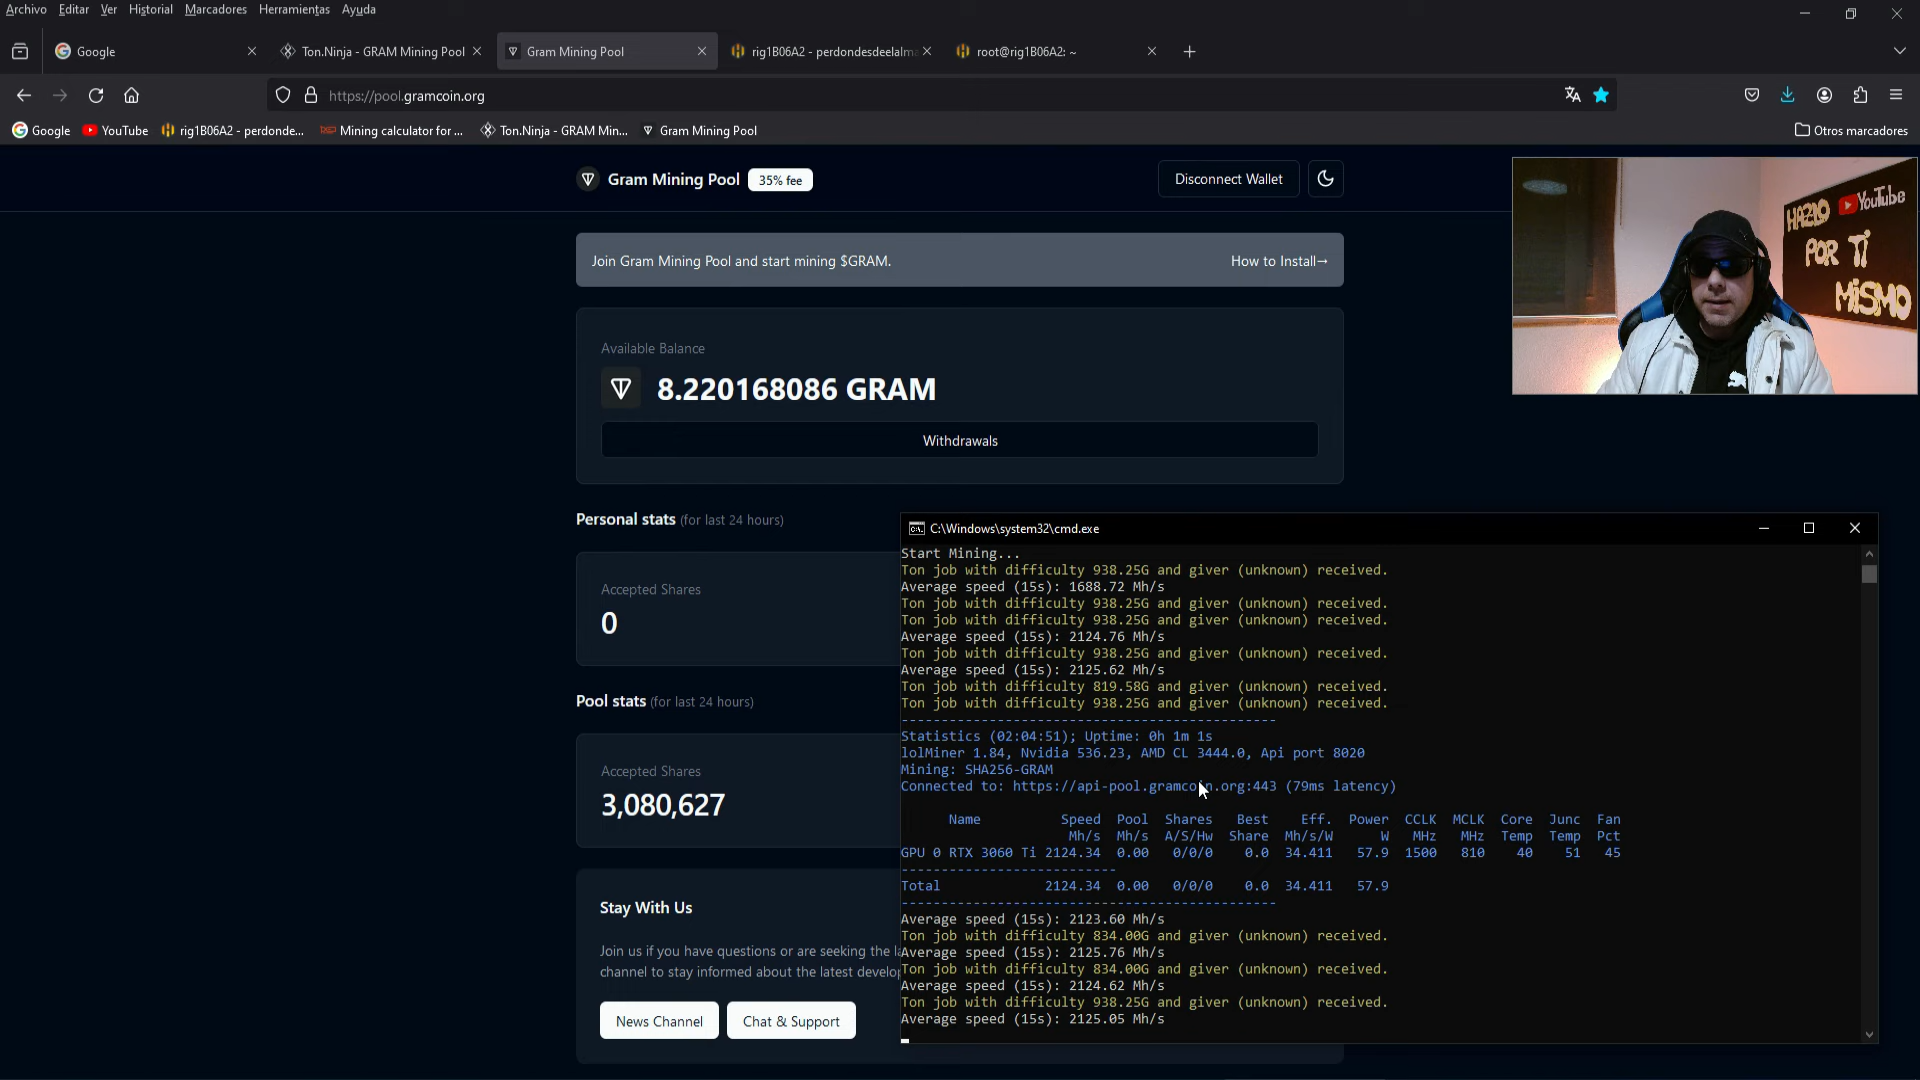 Archivo Editar Ver Historial Marcadores Herramientas Ayuda
Google
Ton.Ninja - GRAM Mining Pool
Gram Mining Pool
rig1B06A2 - perdondesdeelalma
root@rig1B06A2: ~
https://pool.gramcoin.org
Google
YouTube
rig1B06A2 - perdonde...
Mining calculator for ...
Ton.Ninja - GRAM Min...
Gram Mining Pool
Otros marcadores
Gram Mining Pool 35% fee
Disconnect Wallet
HAZLO YouTube
POR TI
MISMO
Join Gram Mining Pool and start mining $GRAM.
How to Install→
Available Balance
8.220168086 GRAM
Withdrawals
Personal stats (for last 24 hours)
Accepted Shares
0
Pool stats (for last 24 hours)
Accepted Shares
3,080,627
Stay With Us
Join us if you have questions or are seeking the
channel to stay informed about the latest
News Channel
Chat & Support
C:\Windows\system32\cmd.exe
Start Mining...
Ton job with difficulty 938.25G and giver (unknown) received.
Average speed (15s): 1688.72 Mh/s
Ton job with difficulty 938.25G and giver (unknown) received.
Ton job with difficulty 938.25G and giver (unknown) received.
Average speed (15s): 2124.76 Mh/s
Ton job with difficulty 938.25G and giver (unknown) received.
Average speed (15s): 2125.62 Mh/s
Ton job with difficulty 819.58G and giver (unknown) received.
Ton job with difficulty 938.25G and giver (unknown) received.
-----------------------------------------------
Statistics (02:04:51); Uptime: 0h 1m 1s
lolMiner 1.84, Nvidia 536.23, AMD CL 3444.0, Api port 8020
Mining: SHA256-GRAM
Connected to: https://api-pool.gramcoin.org:443 (79ms latency)
Name Speed Pool Shares Best Eff. Power CCLK MCLK Core Junc Fan
Mh/s Mh/s A/S/Hw Share Mh/s/W W MHz MHz Temp Temp Pct
GPU 0 RTX 3060 Ti 2124.34 0.00 0/0/0 0.0 34.411 57.9 1500 810 40 51 45
---------------------------
Total 2124.34 0.00 0/0/0 0.0 34.411 57.9
-----------------------------------------------
Average speed (15s): 2123.60 Mh/s
Ton job with difficulty 834.00G and giver (unknown) received.
Average speed (15s): 2125.76 Mh/s
Ton job with difficulty 834.00G and giver (unknown) received.
Average speed (15s): 2124.62 Mh/s
Ton job with difficulty 938.25G and giver (unknown) received.
Average speed (15s): 2125.05 Mh/s